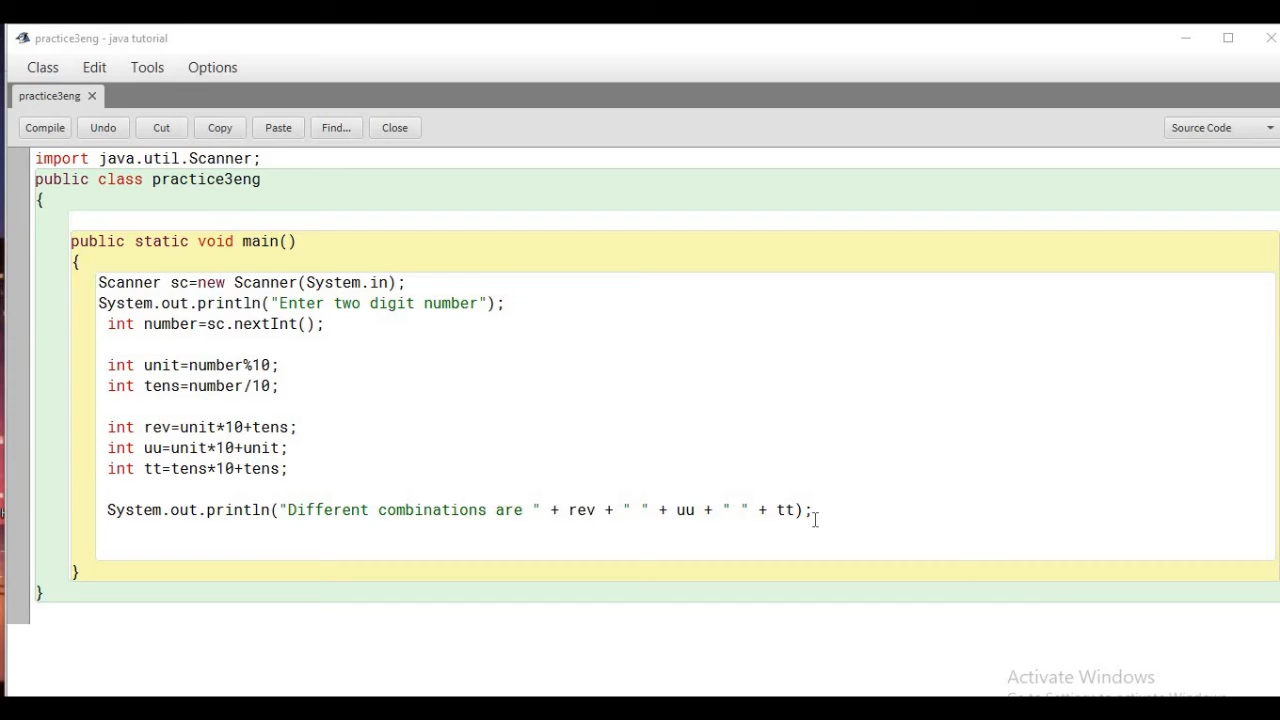 practice3eng - java tutorial
Class Edit Tools Options
practice3eng
Compile Undo Cut Copy Paste Find... Close Source Code
import java.util.Scanner;
public class practice3eng
{
public static void main()
{
Scanner sc=new Scanner(System.in);
System.out.println("Enter two digit number");
int number=sc.nextInt();
int unit=number%10;
int tens=number/10;
int rev=unit*10+tens;
int uu=unit*10+unit;
int tt=tens*10+tens;
System.out.println("Different combinations are " + rev + " " + uu + " " + tt);
}
}
Activate Windows